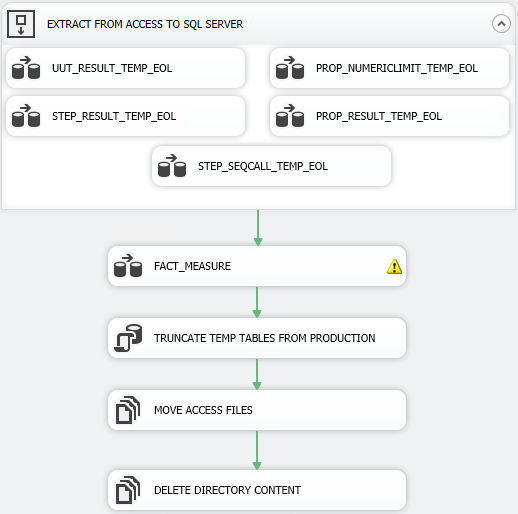 EXTRACT FROM ACCESS TO SQL SERVER
UUT_RESULT_TEMP_EOL
PROP_NUMERICLIMIT_TEMP_EOL
STEP_RESULT_TEMP_EOL
PROP_RESULT_TEMP_EOL
STEP_SEQCALL_TEMP_EOL
FACT_MEASURE
TRUNCATE TEMP TABLES FROM PRODUCTION
MOVE ACCESS FILES
DELETE DIRECTORY CONTENT